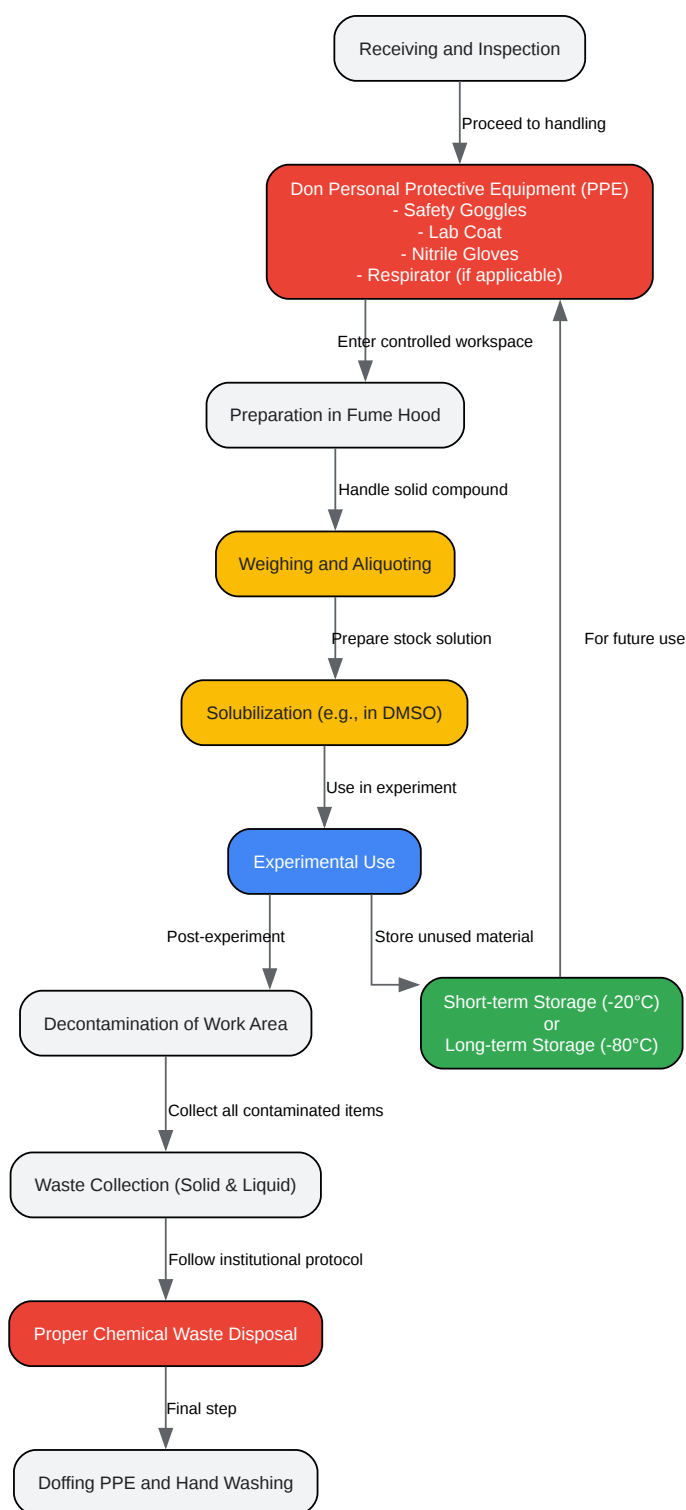 Receiving and Inspection
Proceed to handling
Don Personal Protective Equipment (PPE)
- Safety Goggles
- Lab Coat
- Nitrile Gloves
- Respirator (if applicable)
Enter controlled workspace
Preparation in Fume Hood
Handle solid compound
Weighing and Aliquoting
Prepare stock solution
For future use
Solubilization (e.g., in DMSO)
Use in experiment
Experimental Use
Post-experiment
Store unused material
Short-term Storage (-20°C)
or
Long-term Storage (-80°C)
Decontamination of Work Area
Collect all contaminated items
Waste Collection (Solid & Liquid)
Follow institutional protocol
Proper Chemical Waste Disposal
Final step
Doffing PPE and Hand Washing